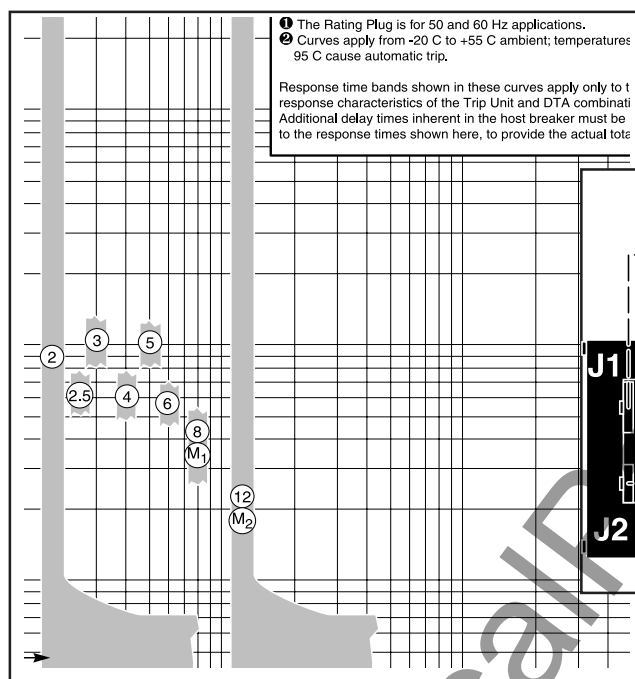 ❶ The Rating Plug is for 50 and 60 Hz applications.
❷ Curves apply from -20 C to +55 C ambient; temperatures
95 C cause automatic trip.
Response time bands shown in these curves apply only to t
response characteristics of the Trip Unit and DTA combinati
Additional delay times inherent in the host breaker must be
to the response times shown here, to provide the actual tota
3
5
2
J1
2.5
4
6
8
M1
12
M2
J2